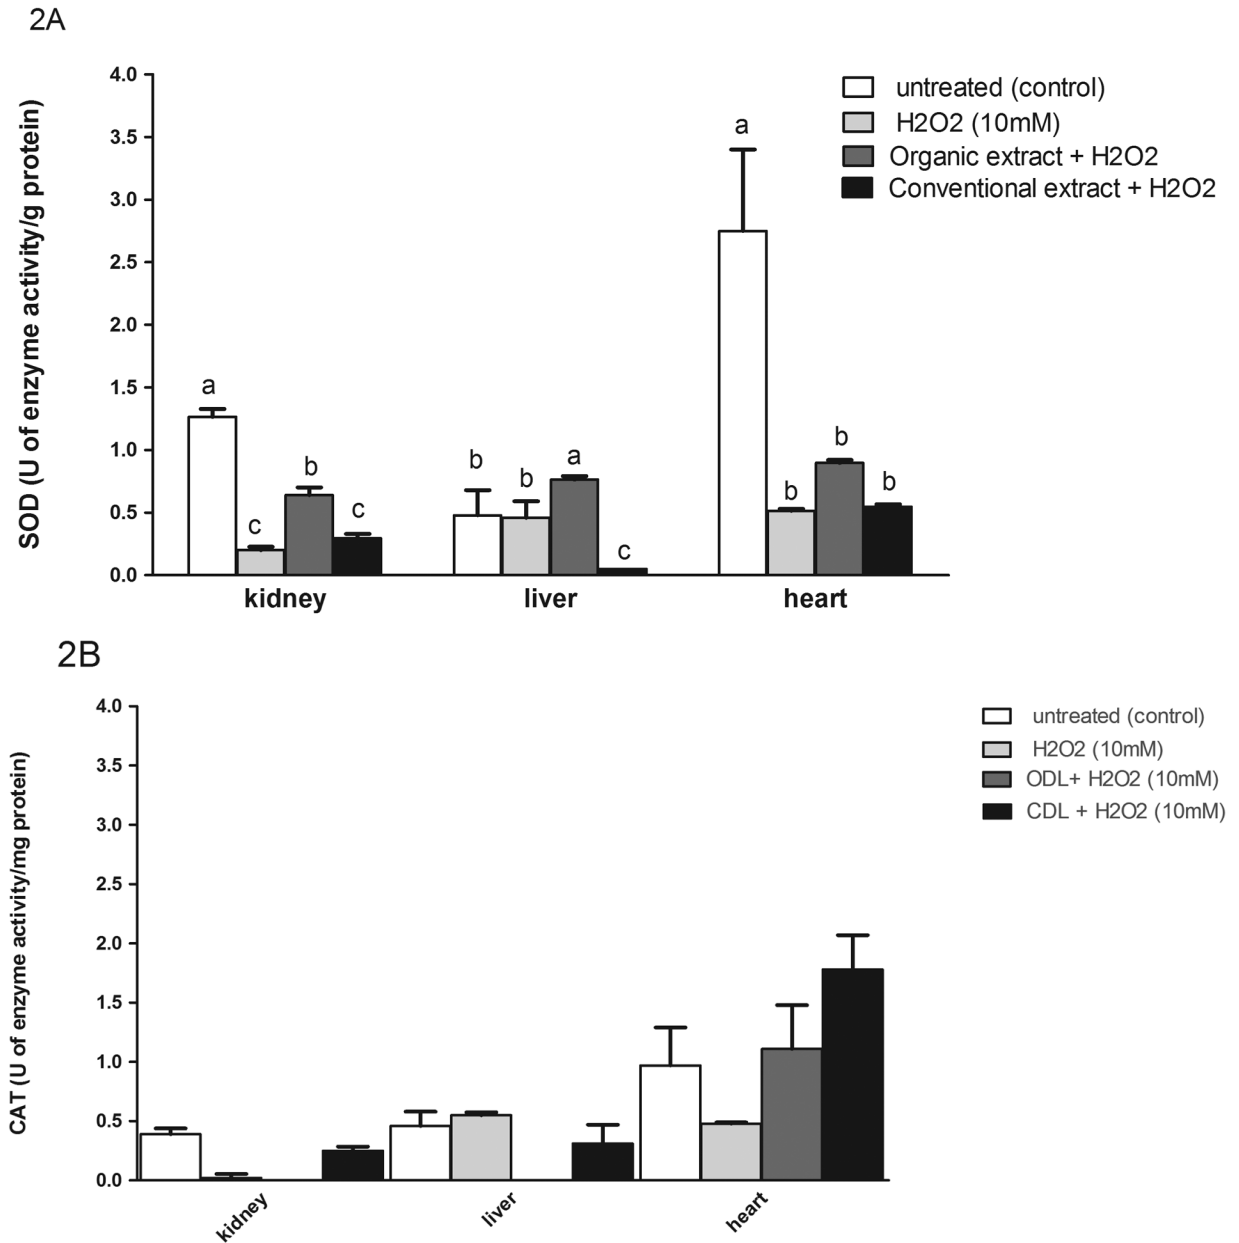 2A
SOD (U of enzyme activity/g protein)
4.0
3.5
3.0
2.5
2.0
1.5
1.0
0.5
0.0
untreated (control)
H2O2 (10mM)
Organic extract + H2O2
Conventional extract + H2O2
a
c
b
c
b
b
a
c
a
b
b
b
kidney
liver
heart
2B
CAT (U of enzyme activity/mg protein)
4.0
3.5
3.0
2.5
2.0
1.5
1.0
0.5
0.0
untreated (control)
H2O2 (10mM)
ODL+ H2O2 (10mM)
CDL + H2O2 (10mM)
kidney
liver
heart